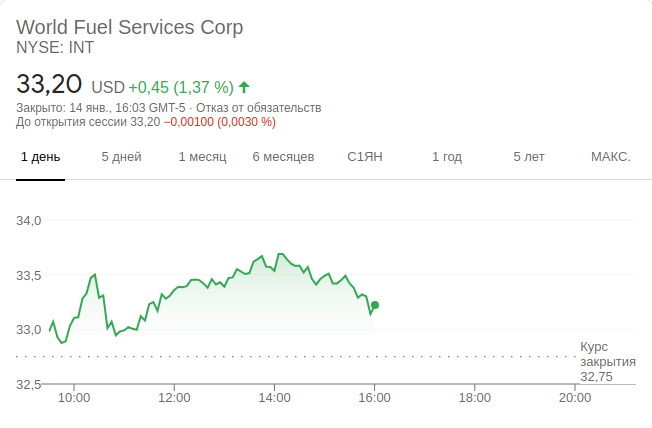 World Fuel Services Corp
NYSE: INT
33,20 USD +0,45 (1,37 %)
Закрыто: 14 янв., 16:03 GMT-5 · Отказ от обязательств
До открытия сессии 33,20 −0,00100 (0,0030 %)
1 день 5 дней 1 месяц 6 месяцев С1ЯН 1 год 5 лет МАКС.
34,0
33,5
33,0
Курс
закрытия
32,75
32,5
10:00 12:00 14:00 16:00 18:00 20:00